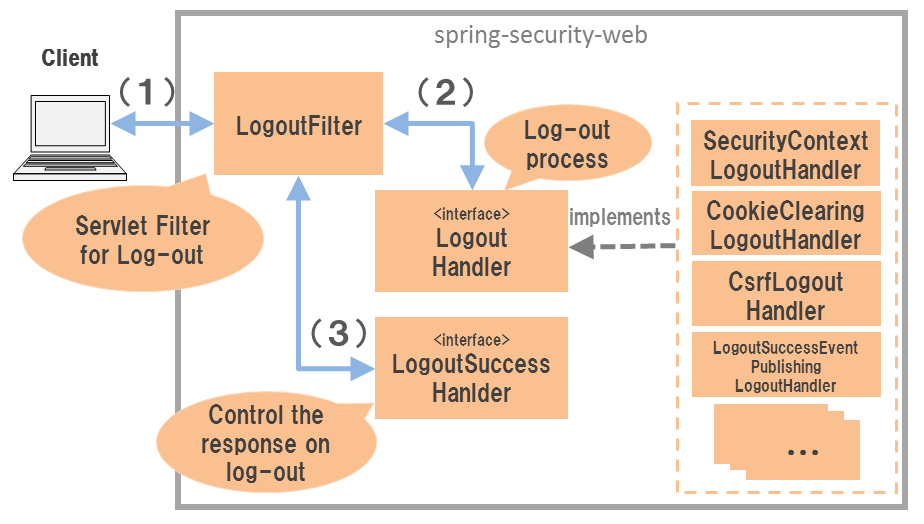 spring-security-web
Client
(1)
LogoutFilter
(2)
Log-out
process
Servlet Filter
for Log-out
<interface>
Logout
Handler
implements
SecurityContext
LogoutHandler
CookieClearing
LogoutHandler
CsrfLogout
Handler
LogoutSuccessEvent
Publishing
LogoutHandler
...
(3)
<interface>
LogoutSuccess
Hanlder
Control the
response on
log-out